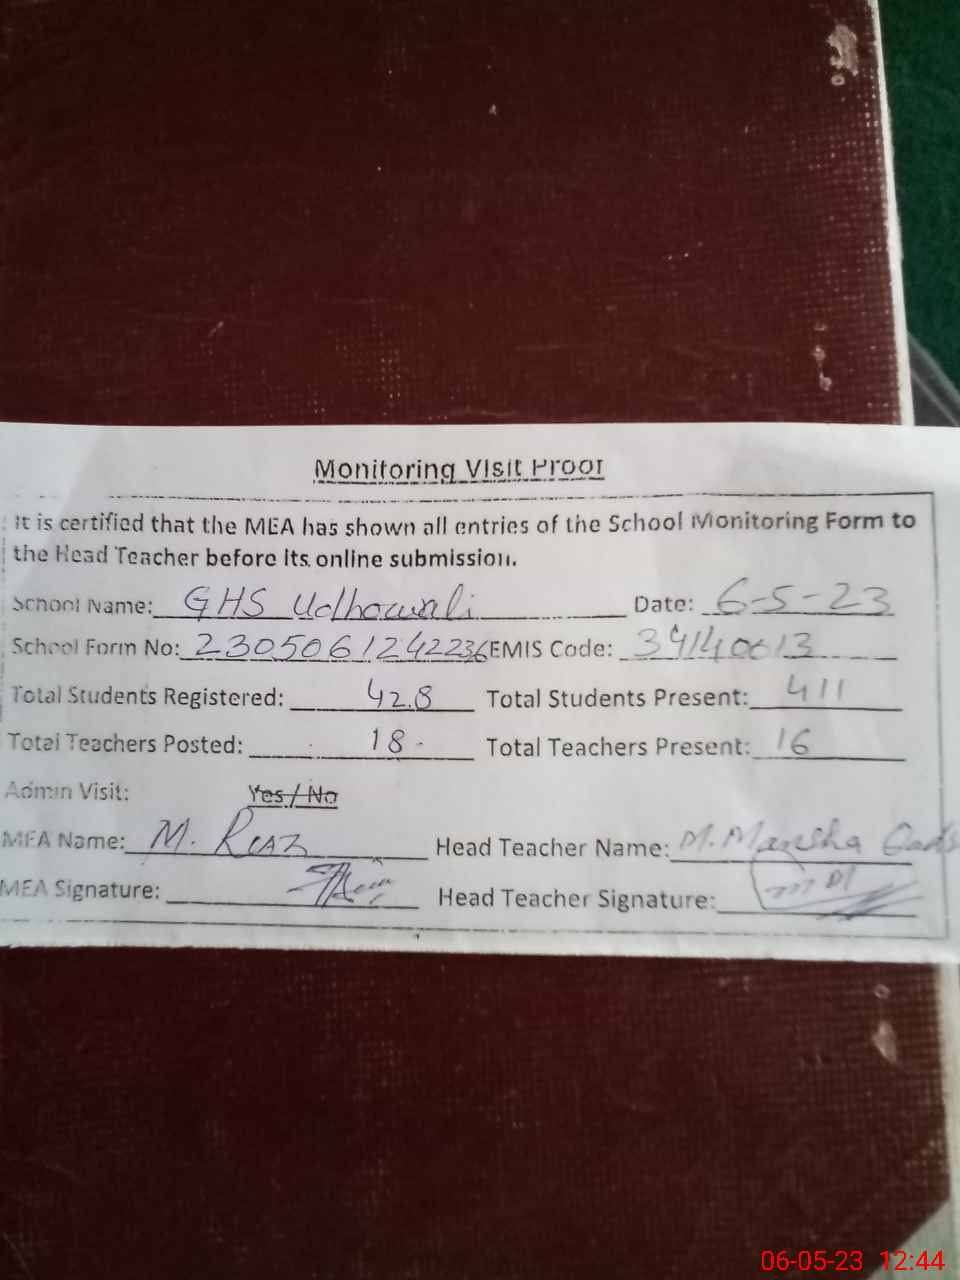 Monitoring Visit Proof
It is certified that the MEA has shown all entries of the School Monitoring Form to
the Head Teacher before its online submission.
School Name: GHS Udhowali Date: 6-5-23
School Form No: 2305061242236 EMIS Code: 34140013
Total Students Registered: 428 Total Students Present: 411
Total Teachers Posted: 18 Total Teachers Present: 16
Admin Visit: Yes / No
MEA Name: M. Riaz Head Teacher Name: M. Mansha
MEA Signature: Head Teacher Signature:
06-05-23 12:44